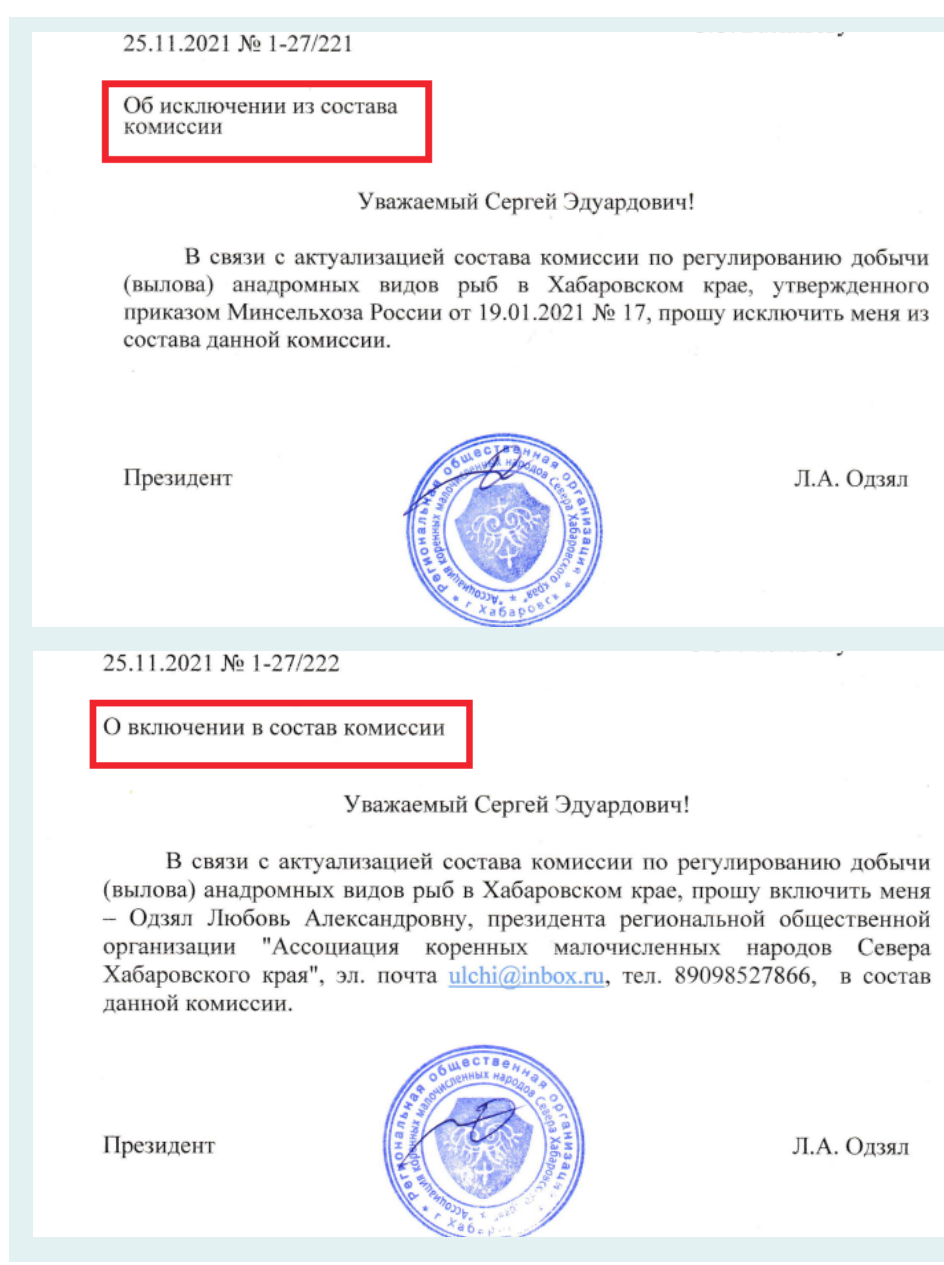 25.11.2021 № 1-27/221
Об исключении из состава
комиссии
Уважаемый Сергей Эдуардович!
В связи с актуализацией состава комиссии по регулированию добычи
(вылова) анадромных видов рыб в Хабаровском крае, утвержденного
приказом Минсельхоза России от 19.01.2021 № 17, прошу исключить меня из
состава данной комиссии.
Президент
Региональная общественная организация
"Ассоциация коренных малочисленных народов Севера Хабаровского края"
г Хабаровск
Л.А. Одзял
25.11.2021 № 1-27/222
О включении в состав комиссии
Уважаемый Сергей Эдуардович!
В связи с актуализацией состава комиссии по регулированию добычи
(вылова) анадромных видов рыб в Хабаровском крае, прошу включить меня
– Одзял Любовь Александровну, президента региональной общественной
организации "Ассоциация коренных малочисленных народов Севера
Хабаровского края", эл. почта ulchi@inbox.ru, тел. 89098527866, в состав
данной комиссии.
Президент
Региональная общественная организация
"Ассоциация коренных малочисленных народов Севера
Л.А. Одзял